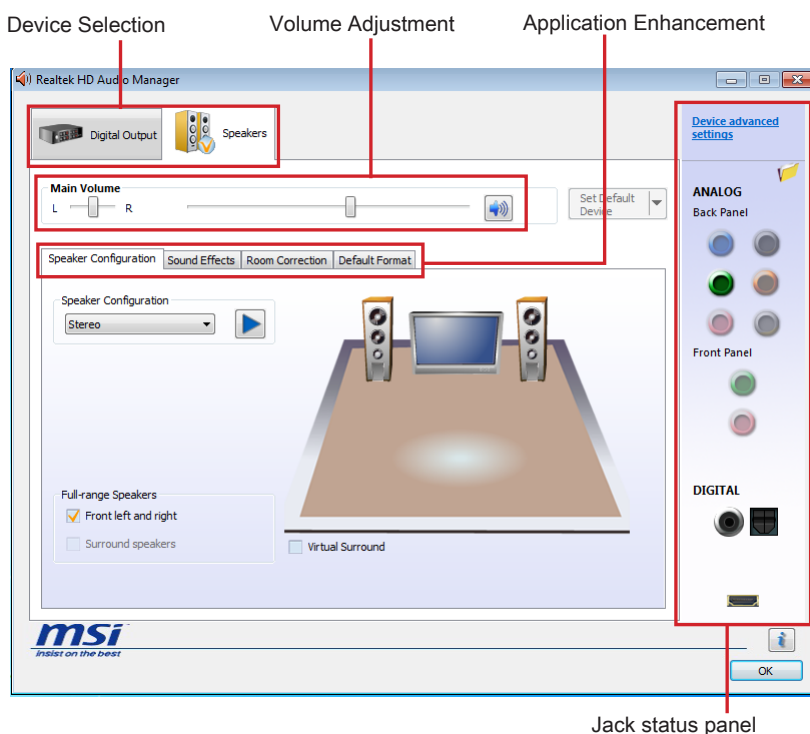 Device Selection
Volume Adjustment
Application Enhancement
Realtek HD Audio Manager
Digital Output
Speakers
Device advanced
settings
Main Volume
L
R
Set Default
Device
ANALOG
Back Panel
Speaker Configuration
Sound Effects
Room Correction
Default Format
Speaker Configuration
Stereo
Front Panel
Full-range Speakers
Front left and right
Surround speakers
Virtual Surround
DIGITAL
msi
insist on the best
i
OK
Jack status panel